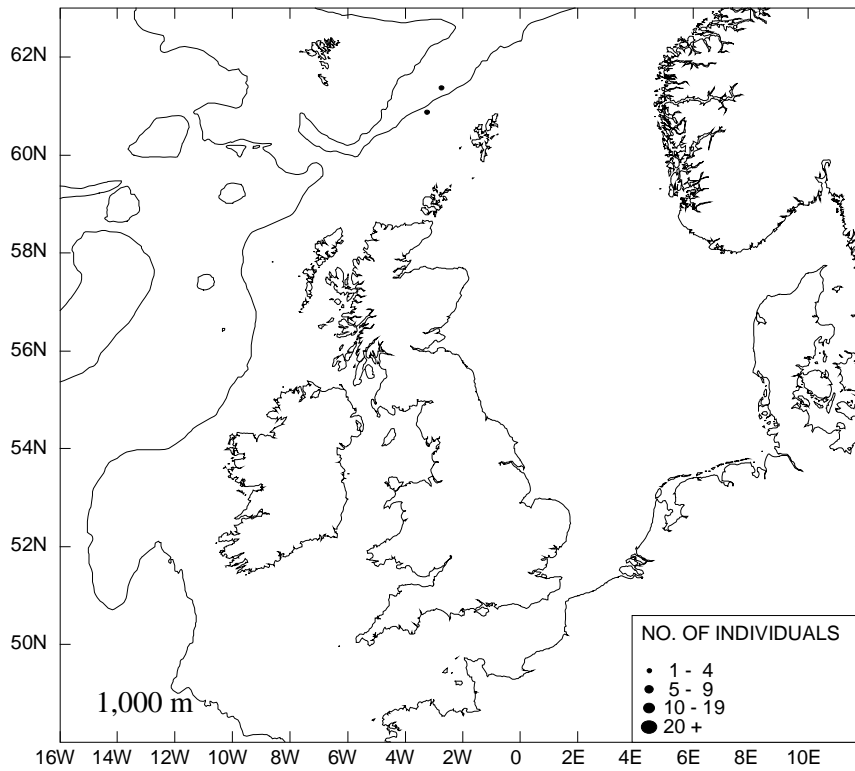 62N
60N
58N
56N
54N
52N
50N
NO. OF INDIVIDUALS
1 - 4
5 - 9
10 - 19
20 +
1,000 m
16W 14W 12W 10W 8W 6W 4W 2W 0 2E 4E 6E 8E 10E